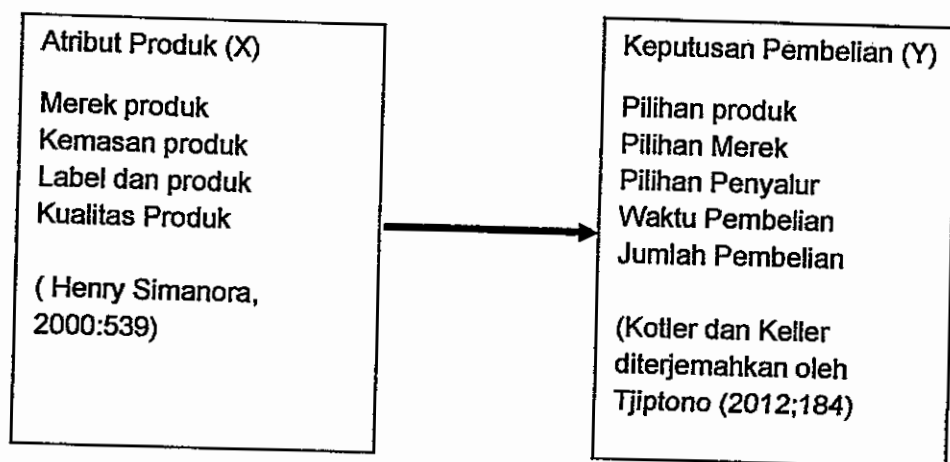 Atribut Produk (X)
Merek produk
Kemasan produk
Label dan produk
Kualitas Produk
( Henry Simanora,
2000:539)
Keputusan Pembelian (Y)
Pilihan produk
Pilihan Merek
Pilihan Penyalur
Waktu Pembelian
Jumlah Pembelian
(Kotler dan Keller
diterjemahkan oleh
Tjiptono (2012;184)